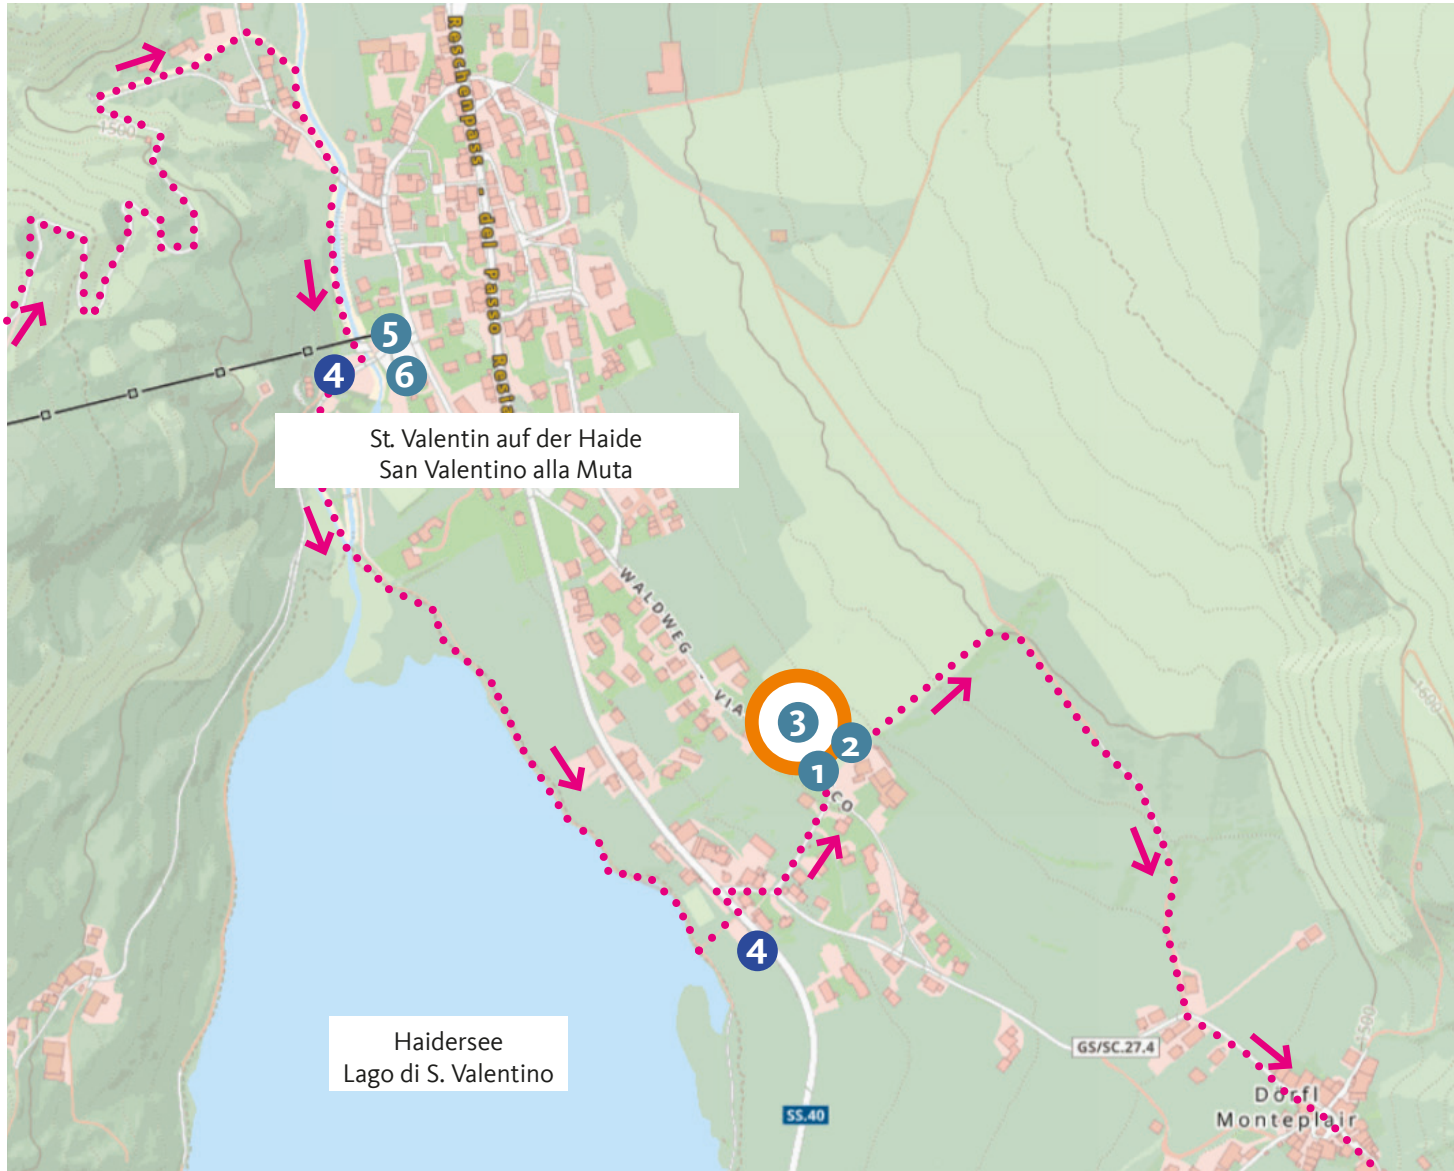 1500
Reschenpass - del Passo Resia
5
4
6
St. Valentin auf der Haide
San Valentino alla Muta
WALDWEG - VIA
1600
3
2
1
CO
4
Haidersee
Lago di S. Valentino
1500
GS/SC.27.4
SS.40
Dörfl
Monteplair